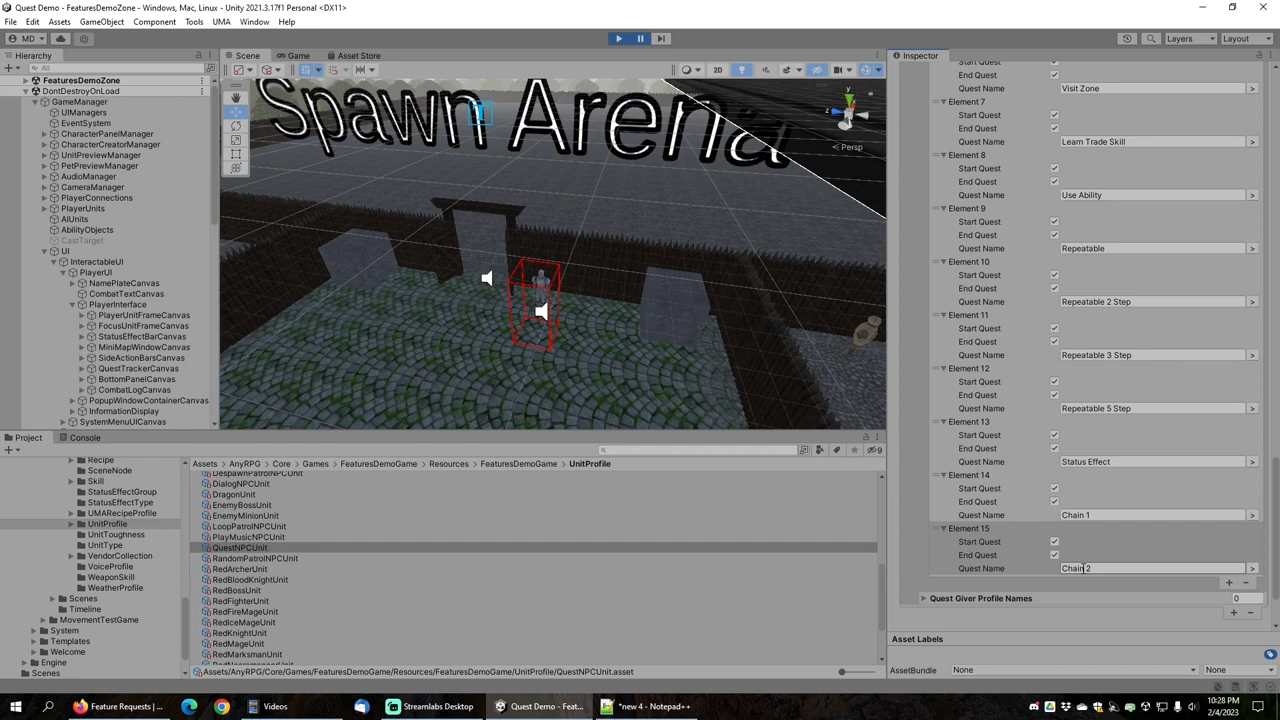 Quest Demo - FeaturesDemoZone - Windows, Mac, Linux - Unity 2021.3.17f1 Personal <DX11>
File Edit Assets GameObject Component Tools UMA Window Help
MD Layers Layout
Hierarchy
All
FeaturesDemoZone
DontDestroyOnLoad
GameManager
UIManagers
EventSystem
CharacterPanelManager
CharacterCreatorManager
UnitPreviewManager
PetPreviewManager
AudioManager
CameraManager
PlayerConnections
PlayerUnits
AIUnits
AbilityObjects
CastTarget
UI
InteractableUI
PlayerUI
NamePlateCanvas
CombatTextCanvas
PlayerInterface
PlayerUnitFrameCanvas
FocusUnitFrameCanvas
StatusEffectBarCanvas
MiniMapWindowCanvas
SideActionBarsCanvas
QuestTrackerCanvas
BottomPanelCanvas
CombatLogCanvas
PopupWindowContainerCanvas
InformationDisplay
SystemMenuUICanvas
Scene Game Asset Store
2D
Spawn Arena
T
y
z
Persp
Inspector
Start Quest
End Quest
Quest Name Visit Zone >
Element 7
Start Quest
End Quest
Quest Name Learn Trade Skill >
Element 8
Start Quest
End Quest
Quest Name Use Ability >
Element 9
Start Quest
End Quest
Quest Name Repeatable >
Element 10
Start Quest
End Quest
Quest Name Repeatable 2 Step >
Element 11
Start Quest
End Quest
Quest Name Repeatable 3 Step >
Element 12
Start Quest
End Quest
Quest Name Repeatable 5 Step >
Element 13
Start Quest
End Quest
Quest Name Status Effect >
Element 14
Start Quest
End Quest
Quest Name Chain 1 >
Element 15
Start Quest
End Quest
Quest Name Chain 2 >
+ −
Quest Giver Profile Names 0
+ −
Asset Labels
AssetBundle None None
Project Console
9
Recipe
SceneNode
Skill
StatusEffectGroup
StatusEffectType
UMARecipeProfile
UnitProfile
UnitToughness
UnitType
VendorCollection
VoiceProfile
WeaponSkill
WeatherProfile
Scenes
Timeline
MovementTestGame
System
Templates
Welcome
Engine
Scenes
Assets > AnyRPG > Core > Games > FeaturesDemoGame > Resources > FeaturesDemoGame > UnitProfile
DespawnPatrolNPCUnit
DialogNPCUnit
DragonUnit
EnemyBossUnit
EnemyMinionUnit
LoopPatrolNPCUnit
PlayMusicNPCUnit
QuestNPCUnit
RandomPatrolNPCUnit
RedArcherUnit
RedBloodKnightUnit
RedBossUnit
RedFighterUnit
RedFireMageUnit
RedIceMageUnit
RedKnightUnit
RedMageUnit
RedMarksmanUnit
Assets/AnyRPG/Core/Games/FeaturesDemoGame/Resources/FeaturesDemoGame/UnitProfile/QuestNPCUnit.asset
Feature Requests | ... Videos Streamlabs Desktop Quest Demo - Feat... *new 4 - Notepad++
10:28 PM
2/4/2023